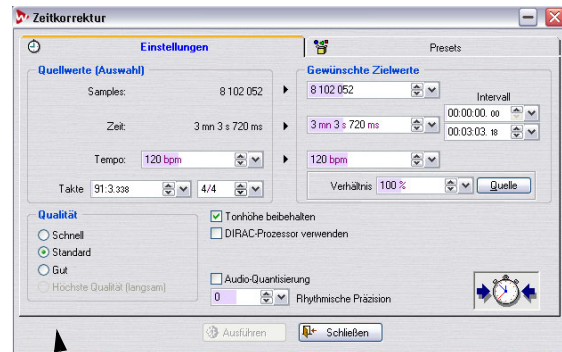 Zeitkorrektur
Einstellungen
Presets
Quellwerte (Auswahl)
Samples: 8 102 052
Zeit: 3 mn 3 s 720 ms
Tempo: 120 bpm
Takte 91:3.338 4/4
Gewünschte Zielwerte
8 102 052
3 mn 3 s 720 ms
120 bpm
Intervall
00:00:00. 00
00:03:03. 18
Verhältnis 100 % Quelle
Qualität
Schnell
Standard
Gut
Höchste Qualität (langsam)
Tonhöhe beibehalten
DIRAC-Prozessor verwenden
Audio-Quantisierung
0 Rhythmische Präzision
Ausführen
Schließen